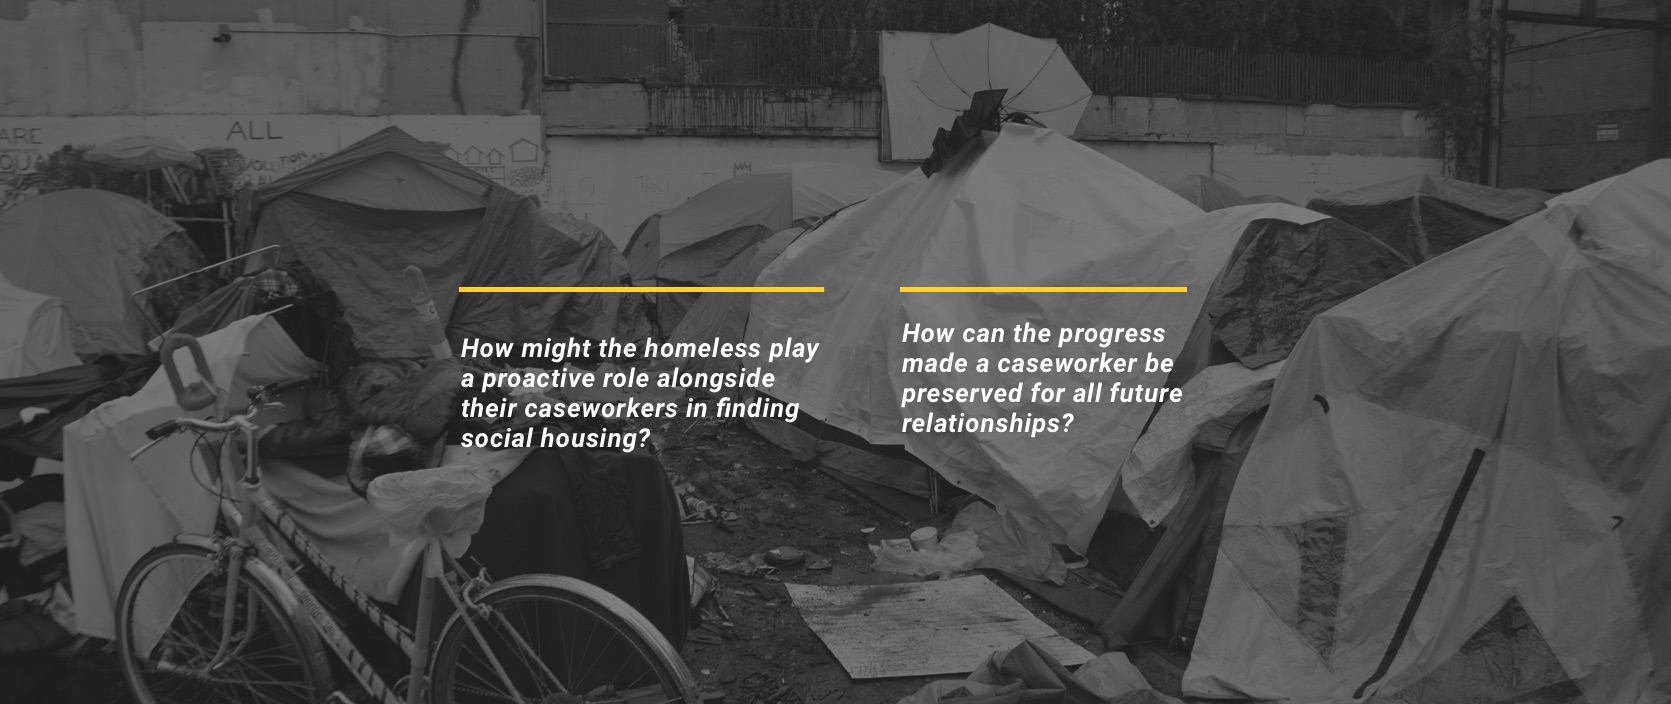 ARE
ALL
How might the homeless play
a proactive role alongside
their caseworkers in finding
social housing?
How can the progress
made a caseworker be
preserved for all future
relationships?